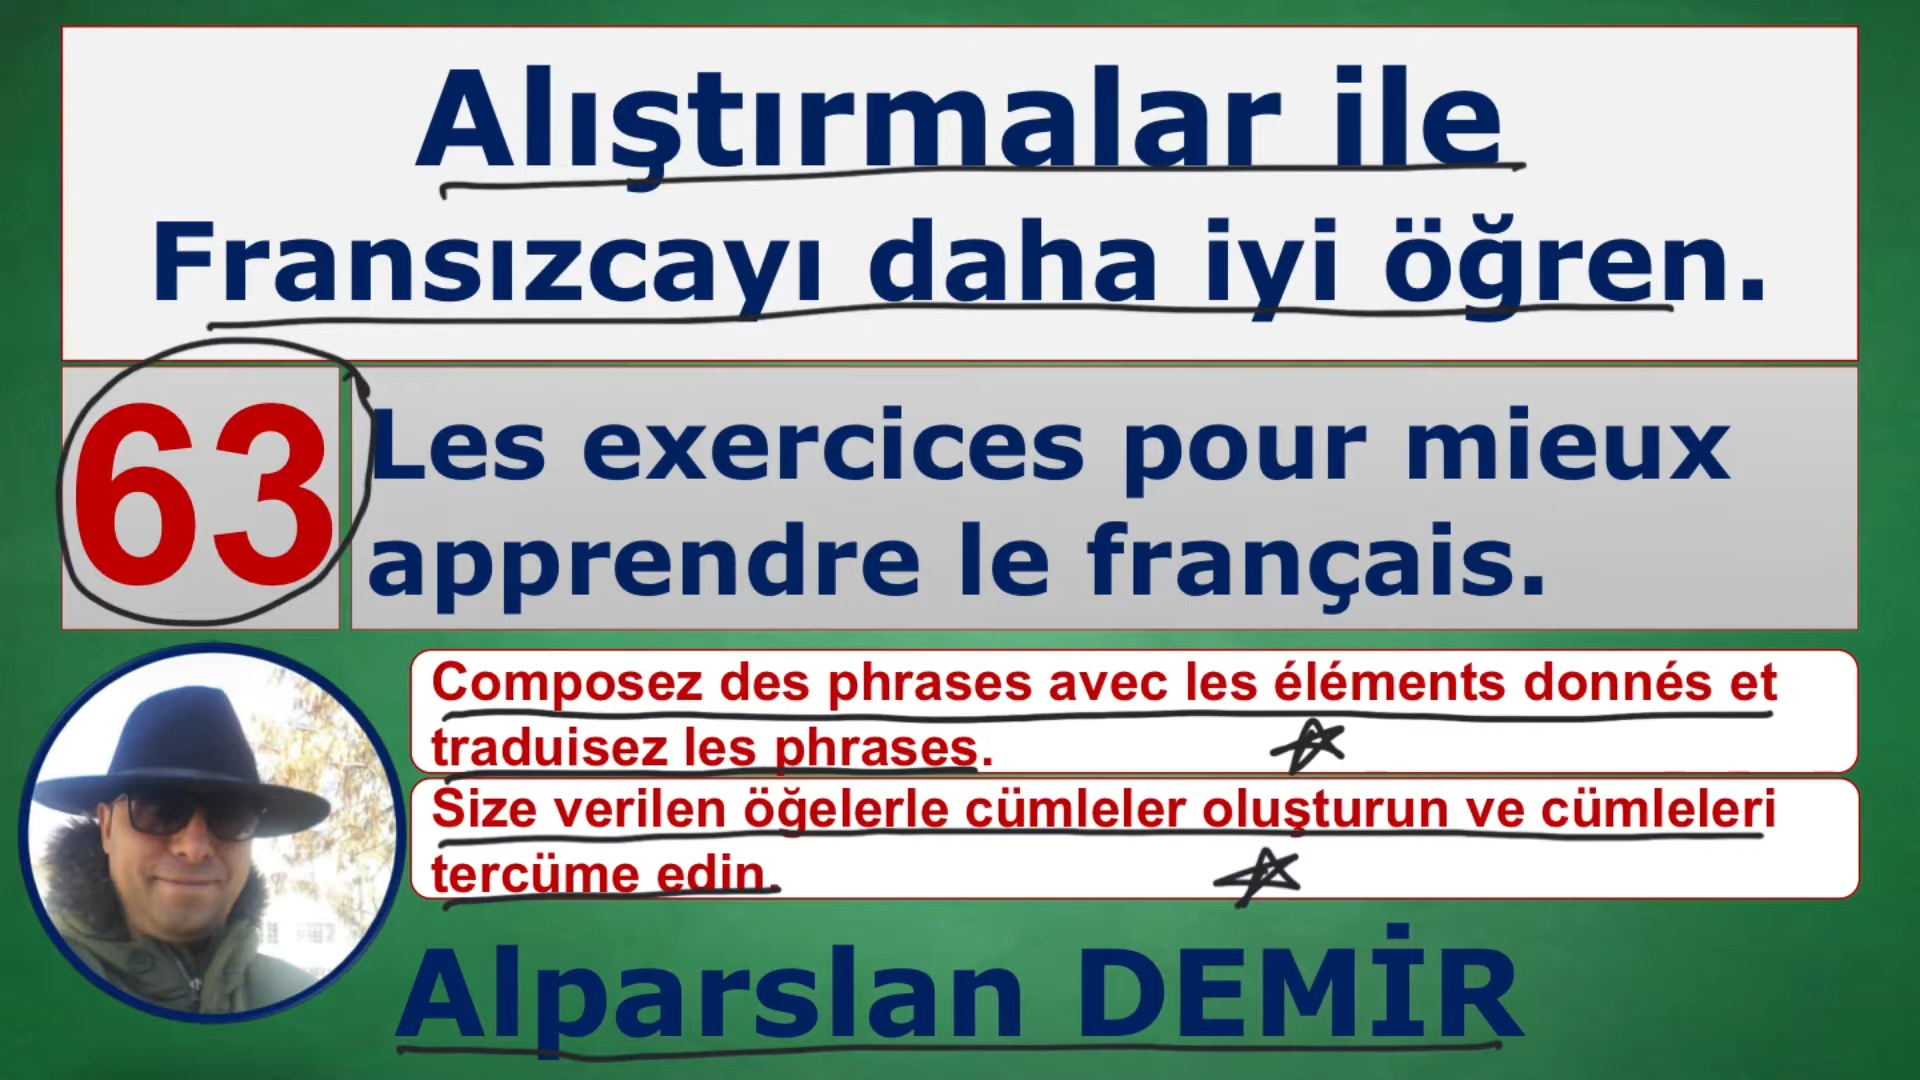 Alıştırmalar ile
Fransızcayı daha iyi öğren.
63
Les exercices pour mieux
apprendre le français.
Composez des phrases avec les éléments donnés et
traduisez les phrases.
Size verilen öğelerle cümleler oluşturun ve cümleleri
tercüme edin.
Alparslan DEMİR